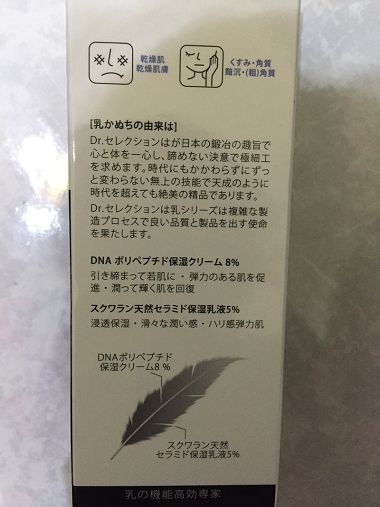 乾燥肌
乾燥肌膚
くすみ・角質
黯沉・(粗)角質
[乳かぬちの由来は]
Dr.セレクションはが日本の鍛冶の趣旨で
心と体を一心し、諦めない決意で極細工
を求めます。時代にもかかわらずにずっ
と変わらない無上の技能で天成のように
時代を超えても絶美の精品であります。
Dr.セレクションは乳シリーズは複雑な製
造プロセスで良い品質と製品を出す使命
を果たします。
DNA ポリペプチド保湿クリーム 8%
引き締まって若肌に・弾力のある肌を促
進・潤って輝く肌を回復
スクワラン天然セラミド保湿乳液5%
浸透保湿・滑々な潤い感・ハリ感弾力肌
DNAポリペプチド
保湿クリーム8 %
スクワラン天然
セラミド保湿乳液5%
乳の機能高効専家